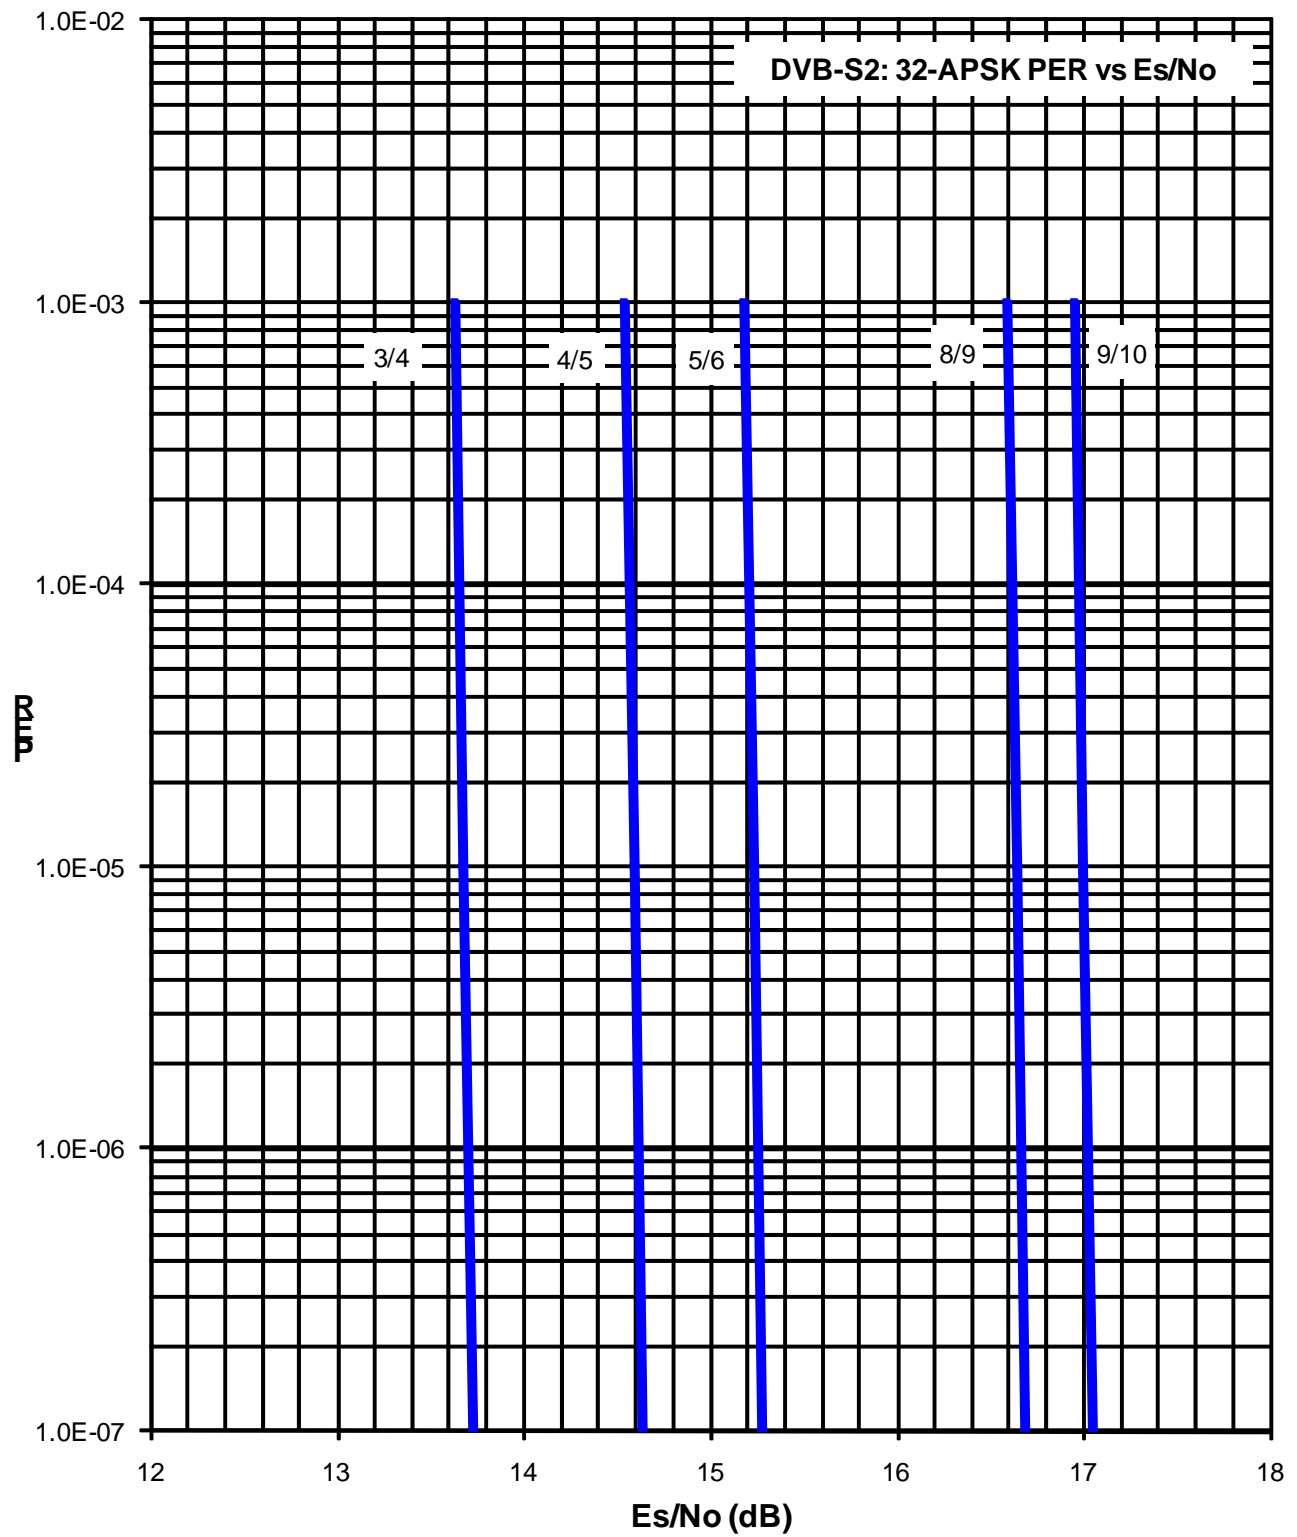 DVB-S2: 32-APSK PER vs Es/No
1.0E-02
1.0E-03
3/4
4/5
5/6
8/9
9/10
1.0E-04
PER
1.0E-05
1.0E-06
1.0E-07
12 13 14 15 16 17 18
Es/No (dB)